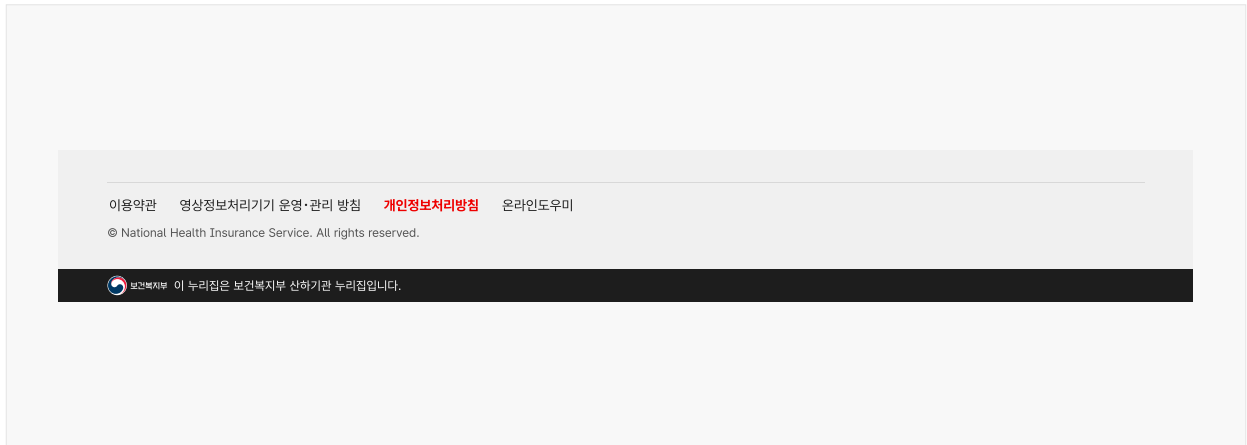 이용약관 영상정보처리기기 운영·관리 방침 개인정보처리방침 온라인도우미
© National Health Insurance Service. All rights reserved.
보건복지부 이 누리집은 보건복지부 산하기관 누리집입니다.